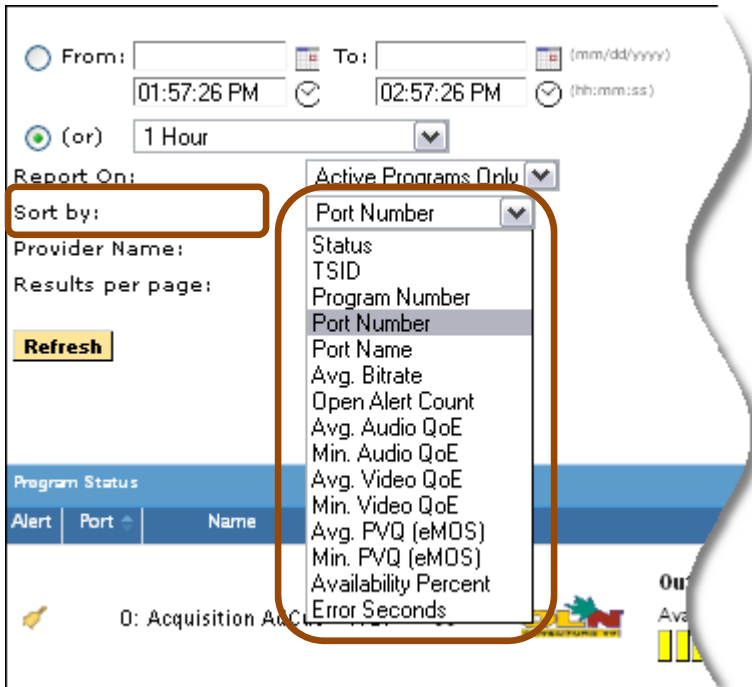 From: To: (mm/dd/yyyy)
01:57:26 PM 02:57:26 PM (hh:mm:ss)
(or) 1 Hour
Report On: Active Programs Only
Sort by: Port Number
Provider Name:
Results per page:
Refresh
Status
TSID
Program Number
Port Number
Port Name
Avg. Bitrate
Open Alert Count
Avg. Audio QoE
Min. Audio QoE
Avg. Video QoE
Min. Video QoE
Avg. PVQ (eMOS)
Min. PVQ (eMOS)
Availability Percent
Error Seconds
Program Status
Alert Port Name
0: Acquisition